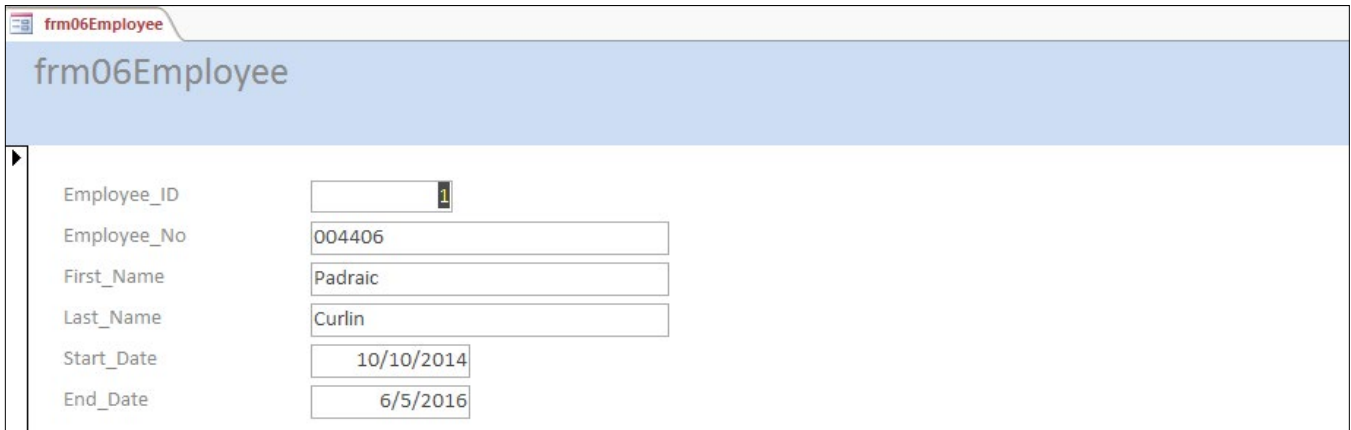 frm06Employee
frm06Employee
Employee_ID 1
Employee_No 004406
First_Name Padraic
Last_Name Curlin
Start_Date 10/10/2014
End_Date 6/5/2016